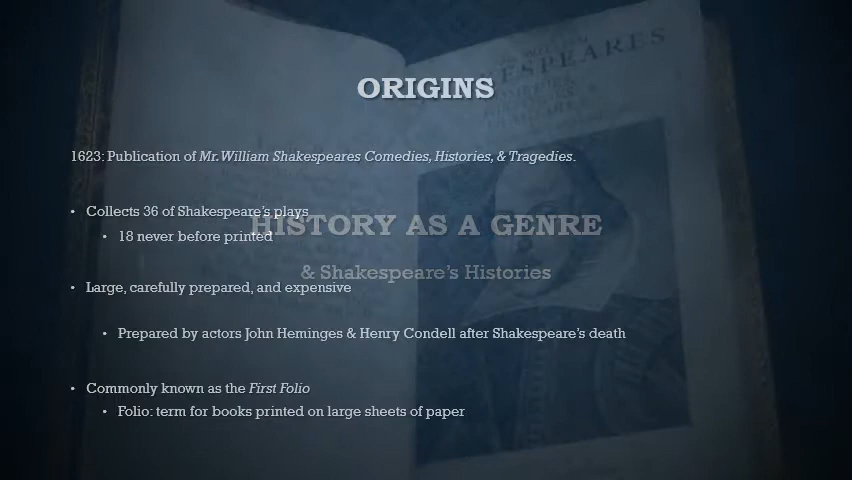 ORIGINS
1623: Publication of Mr. William Shakespeares Comedies, Histories, & Tragedies.
• Collects 36 of Shakespeare's plays
HISTORY AS A GENRE
• 18 never before printed
& Shakespeare's Histories
• Large, carefully prepared, and expensive
• Prepared by actors John Heminges & Henry Condell after Shakespeare's death
• Commonly known as the First Folio
• Folio: term for books printed on large sheets of paper